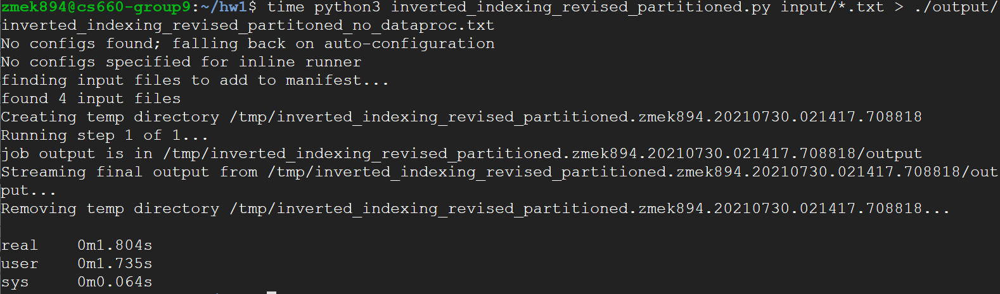 zmek894@cs660-group9:~/hw1$ time python3 inverted_indexing_revised_partitioned.py input/*.txt > ./output/
inverted_indexing_revised_partitoned_no_dataproc.txt
No configs found; falling back on auto-configuration
No configs specified for inline runner
finding input files to add to manifest...
found 4 input files
Creating temp directory /tmp/inverted_indexing_revised_partitioned.zmek894.20210730.021417.708818
Running step 1 of 1...
job output is in /tmp/inverted_indexing_revised_partitioned.zmek894.20210730.021417.708818/output
Streaming final output from /tmp/inverted_indexing_revised_partitioned.zmek894.20210730.021417.708818/out
put...
Removing temp directory /tmp/inverted_indexing_revised_partitioned.zmek894.20210730.021417.708818...
real    0m1.804s
user    0m1.735s
sys     0m0.064s